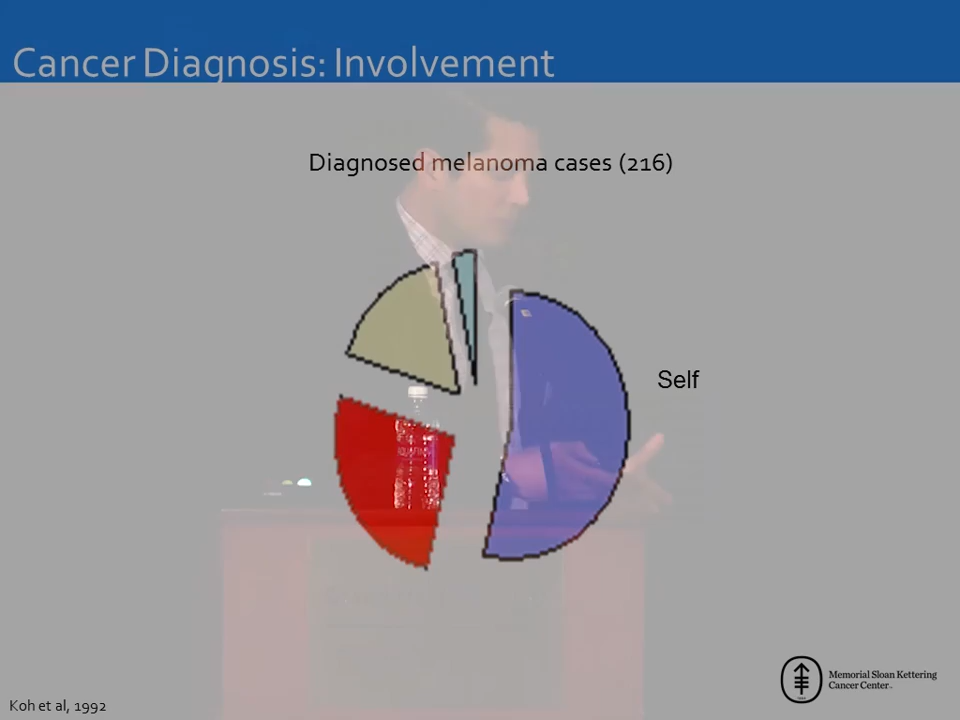 Cancer Diagnosis: Involvement
Diagnosed melanoma cases (216)
Self
Memorial Sloan Kettering
Cancer Center
Koh et al, 1992